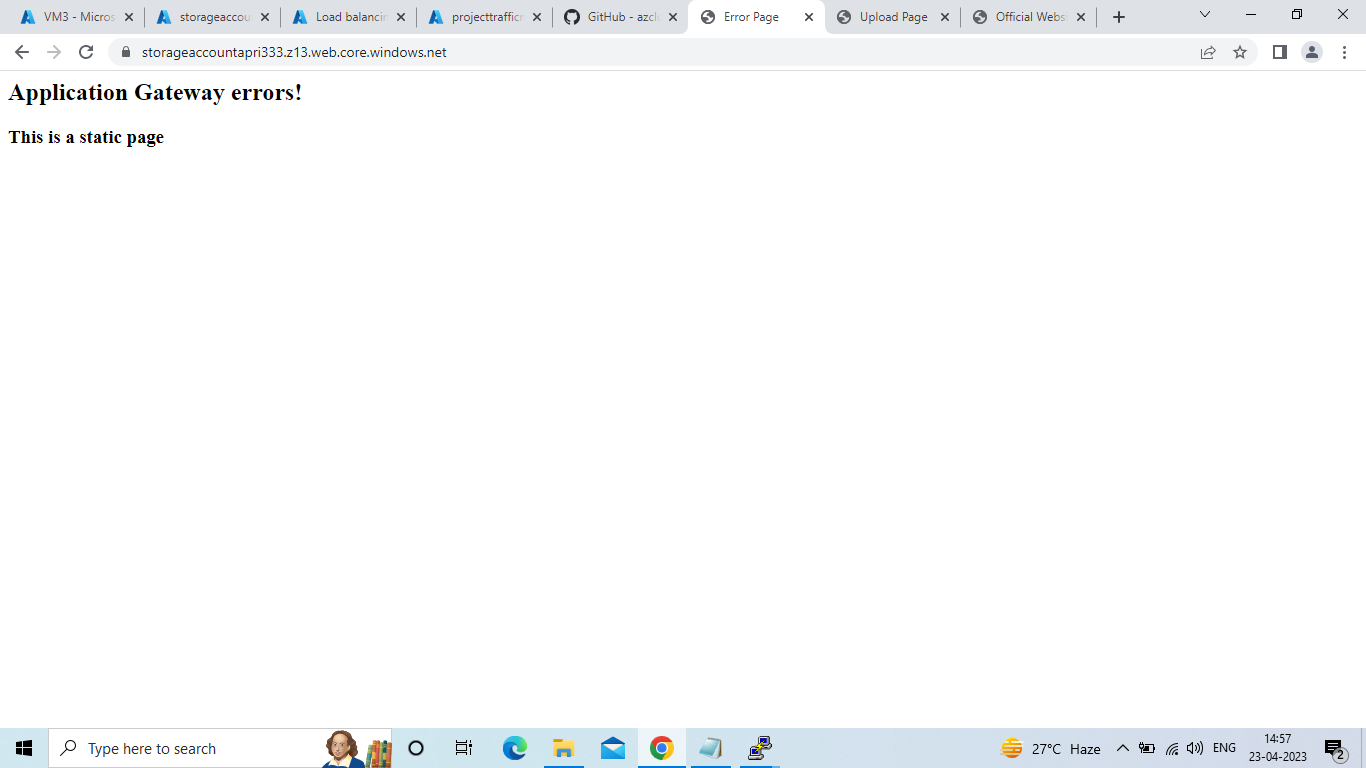 VM3 - Micros
storageaccou
Load balancin
projecttrafficr
GitHub - azclo
Error Page
Upload Page
Official Webs
storageaccountapri333.z13.web.core.windows.net
Application Gateway errors!
This is a static page
Type here to search
27°C Haze
ENG
14:57
23-04-2023
2